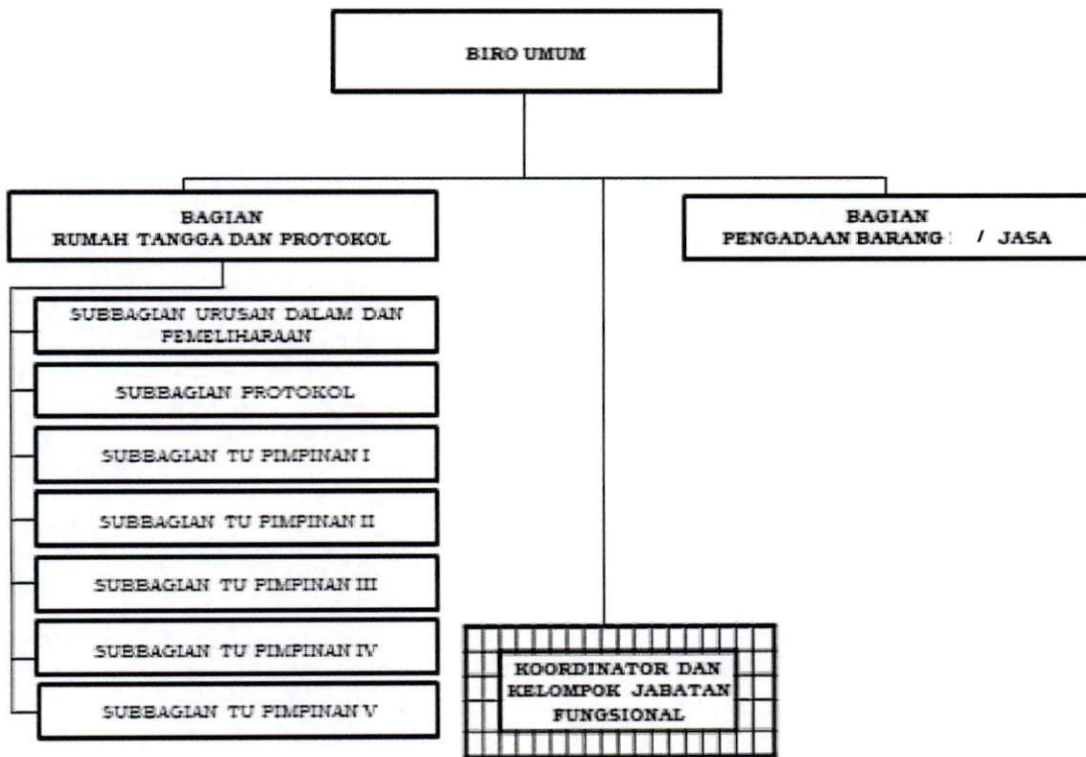 BIRO UMUM
BAGIAN
RUMAH TANGGA DAN PROTOKOL
BAGIAN
PENGADAAN BARANG / JASA
SUBBAGIAN URUSAN DALAM DAN
PEMELIHARAAN
SUBBAGIAN PROTOKOL
SUBBAGIAN TU PIMPINAN I
SUBBAGIAN TU PIMPINAN II
SUBBAGIAN TU PIMPINAN III
SUBBAGIAN TU PIMPINAN IV
SUBBAGIAN TU PIMPINAN V
KOORDINATOR DAN
KELOMPOK JABATAN
FUNGSIONAL